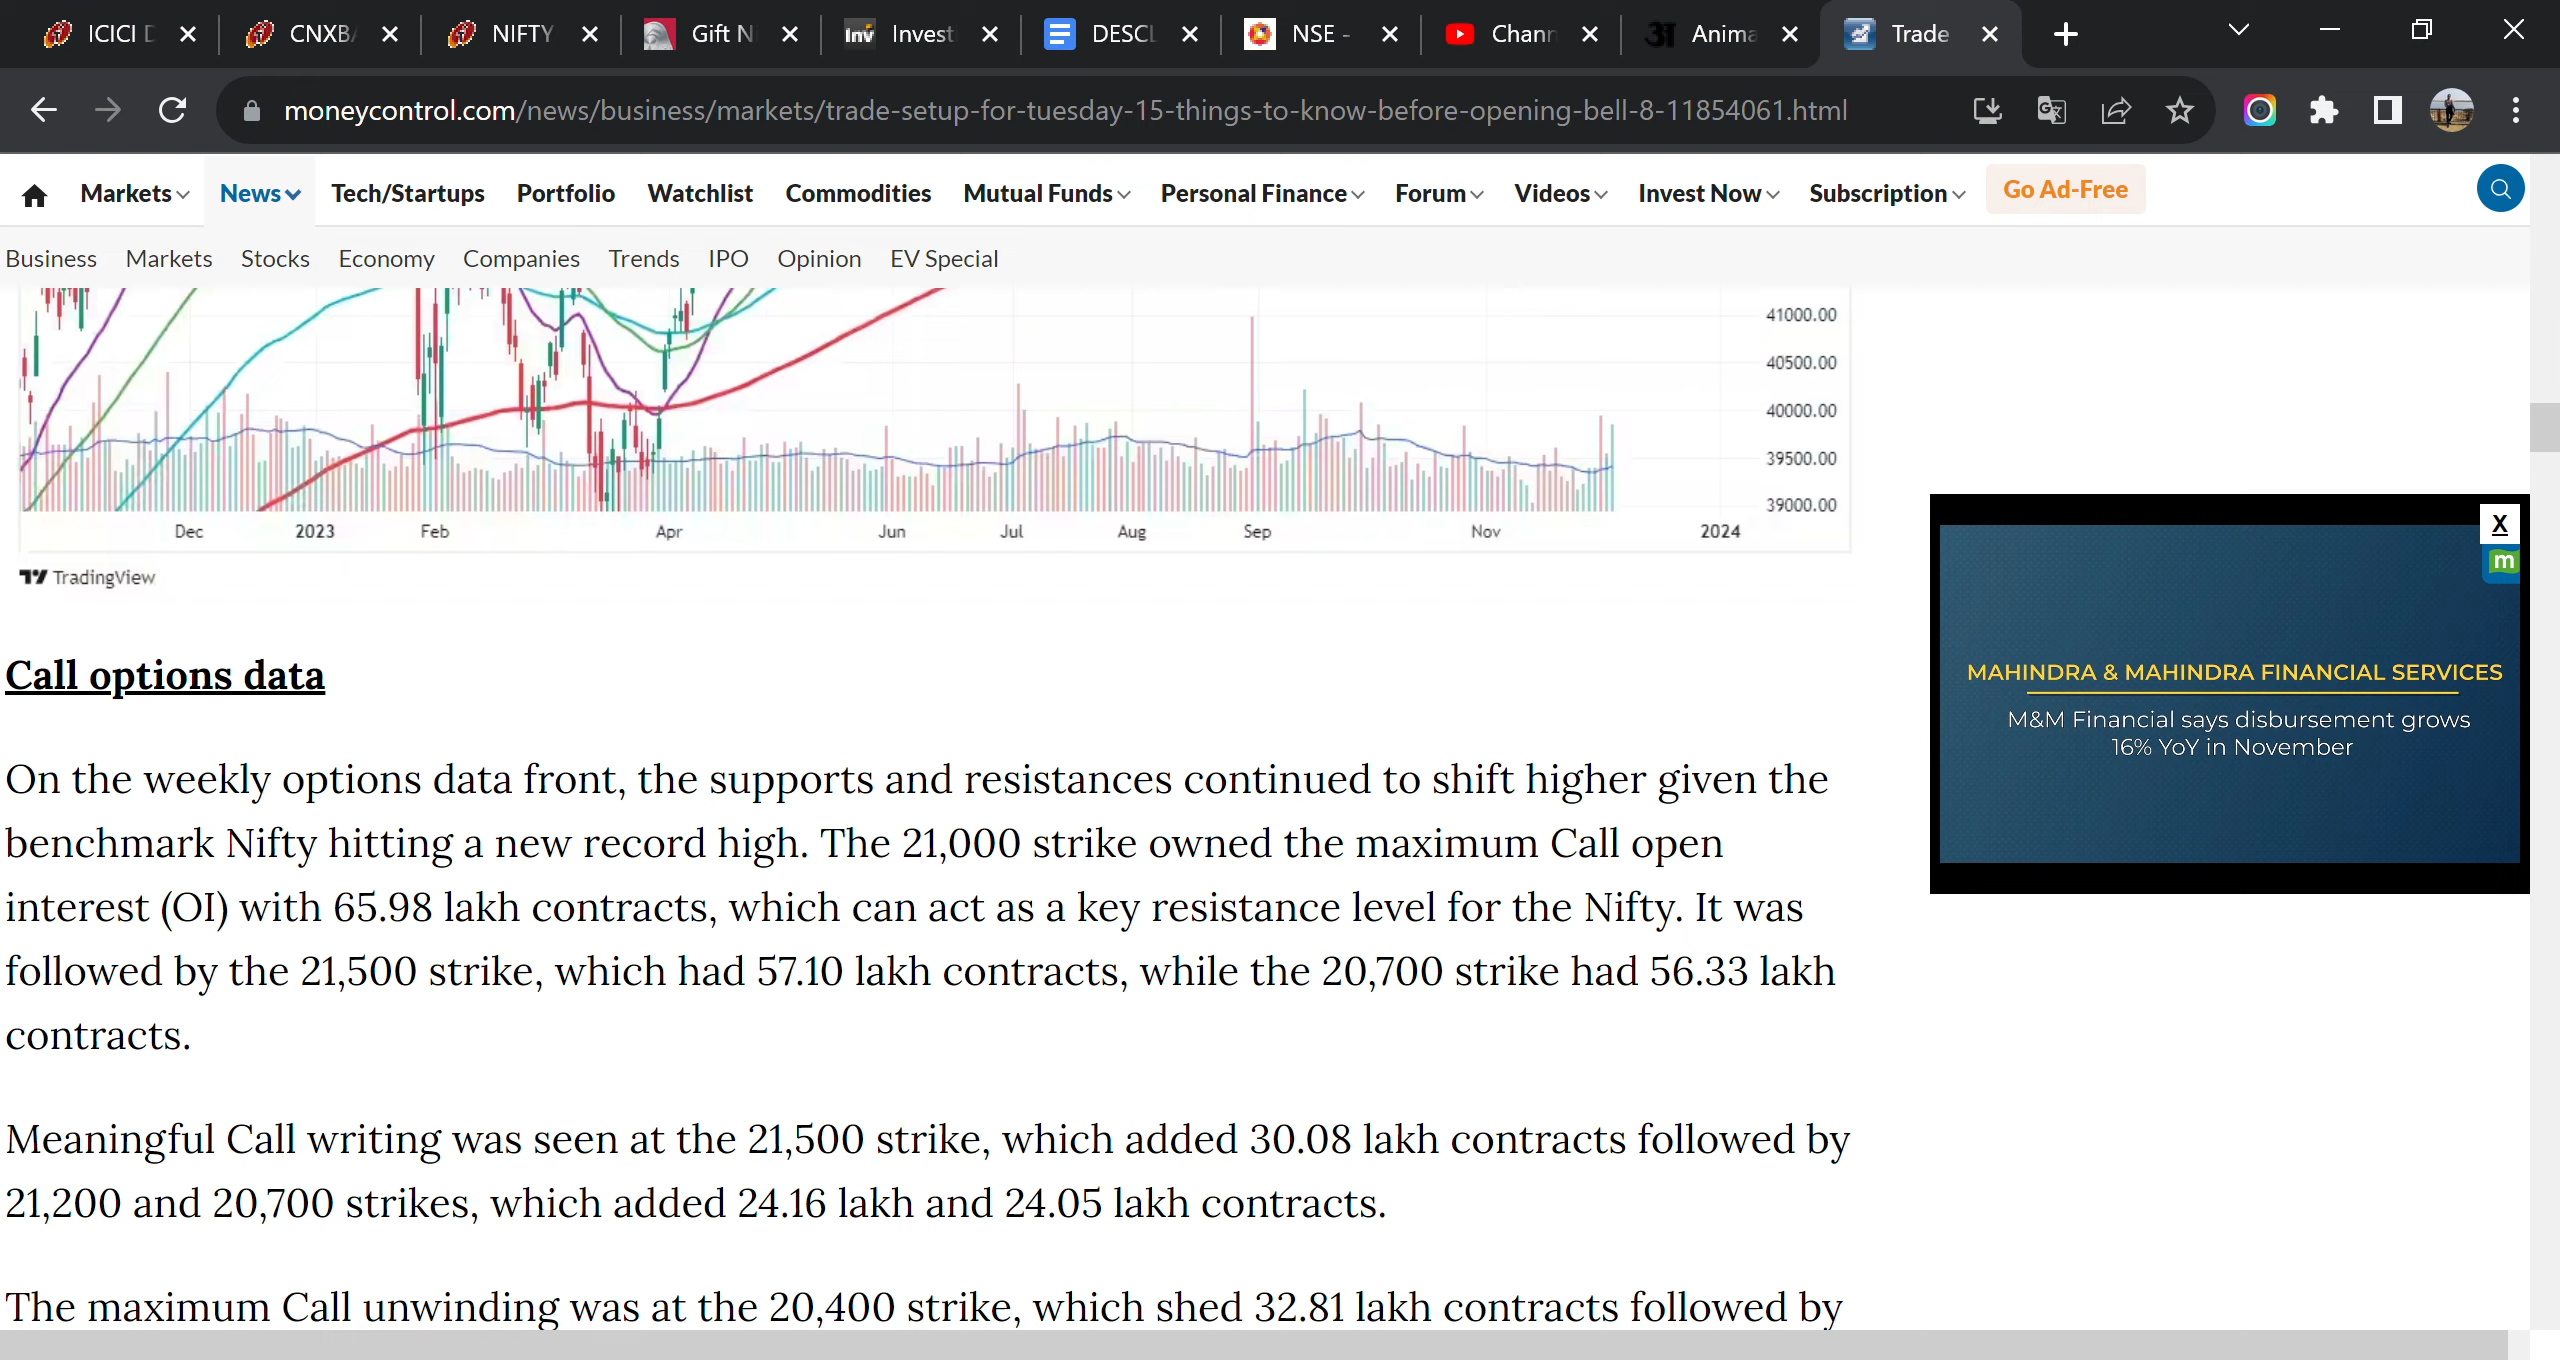 ICICI D
CNXBA
NIFTY
Gift Ni
Investi
DESCL
NSE -
Chann
Anima
Trade
moneycontrol.com/news/business/markets/trade-setup-for-tuesday-15-things-to-know-before-opening-bell-8-11854061.html
Markets News Tech/Startups Portfolio Watchlist Commodities Mutual Funds Personal Finance Forum Videos Invest Now Subscription Go Ad-Free
Business Markets Stocks Economy Companies Trends IPO Opinion EV Special
41000.00
40500.00
40000.00
39500.00
39000.00
Dec 2023 Feb Apr Jun Jul Aug Sep Nov 2024
TradingView
X
m
MAHINDRA & MAHINDRA FINANCIAL SERVICES
M&M Financial says disbursement grows
16% YoY in November
Call options data
On the weekly options data front, the supports and resistances continued to shift higher given the
benchmark Nifty hitting a new record high. The 21,000 strike owned the maximum Call open
interest (OI) with 65.98 lakh contracts, which can act as a key resistance level for the Nifty. It was
followed by the 21,500 strike, which had 57.10 lakh contracts, while the 20,700 strike had 56.33 lakh
contracts.
Meaningful Call writing was seen at the 21,500 strike, which added 30.08 lakh contracts followed by
21,200 and 20,700 strikes, which added 24.16 lakh and 24.05 lakh contracts.
The maximum Call unwinding was at the 20,400 strike, which shed 32.81 lakh contracts followed by